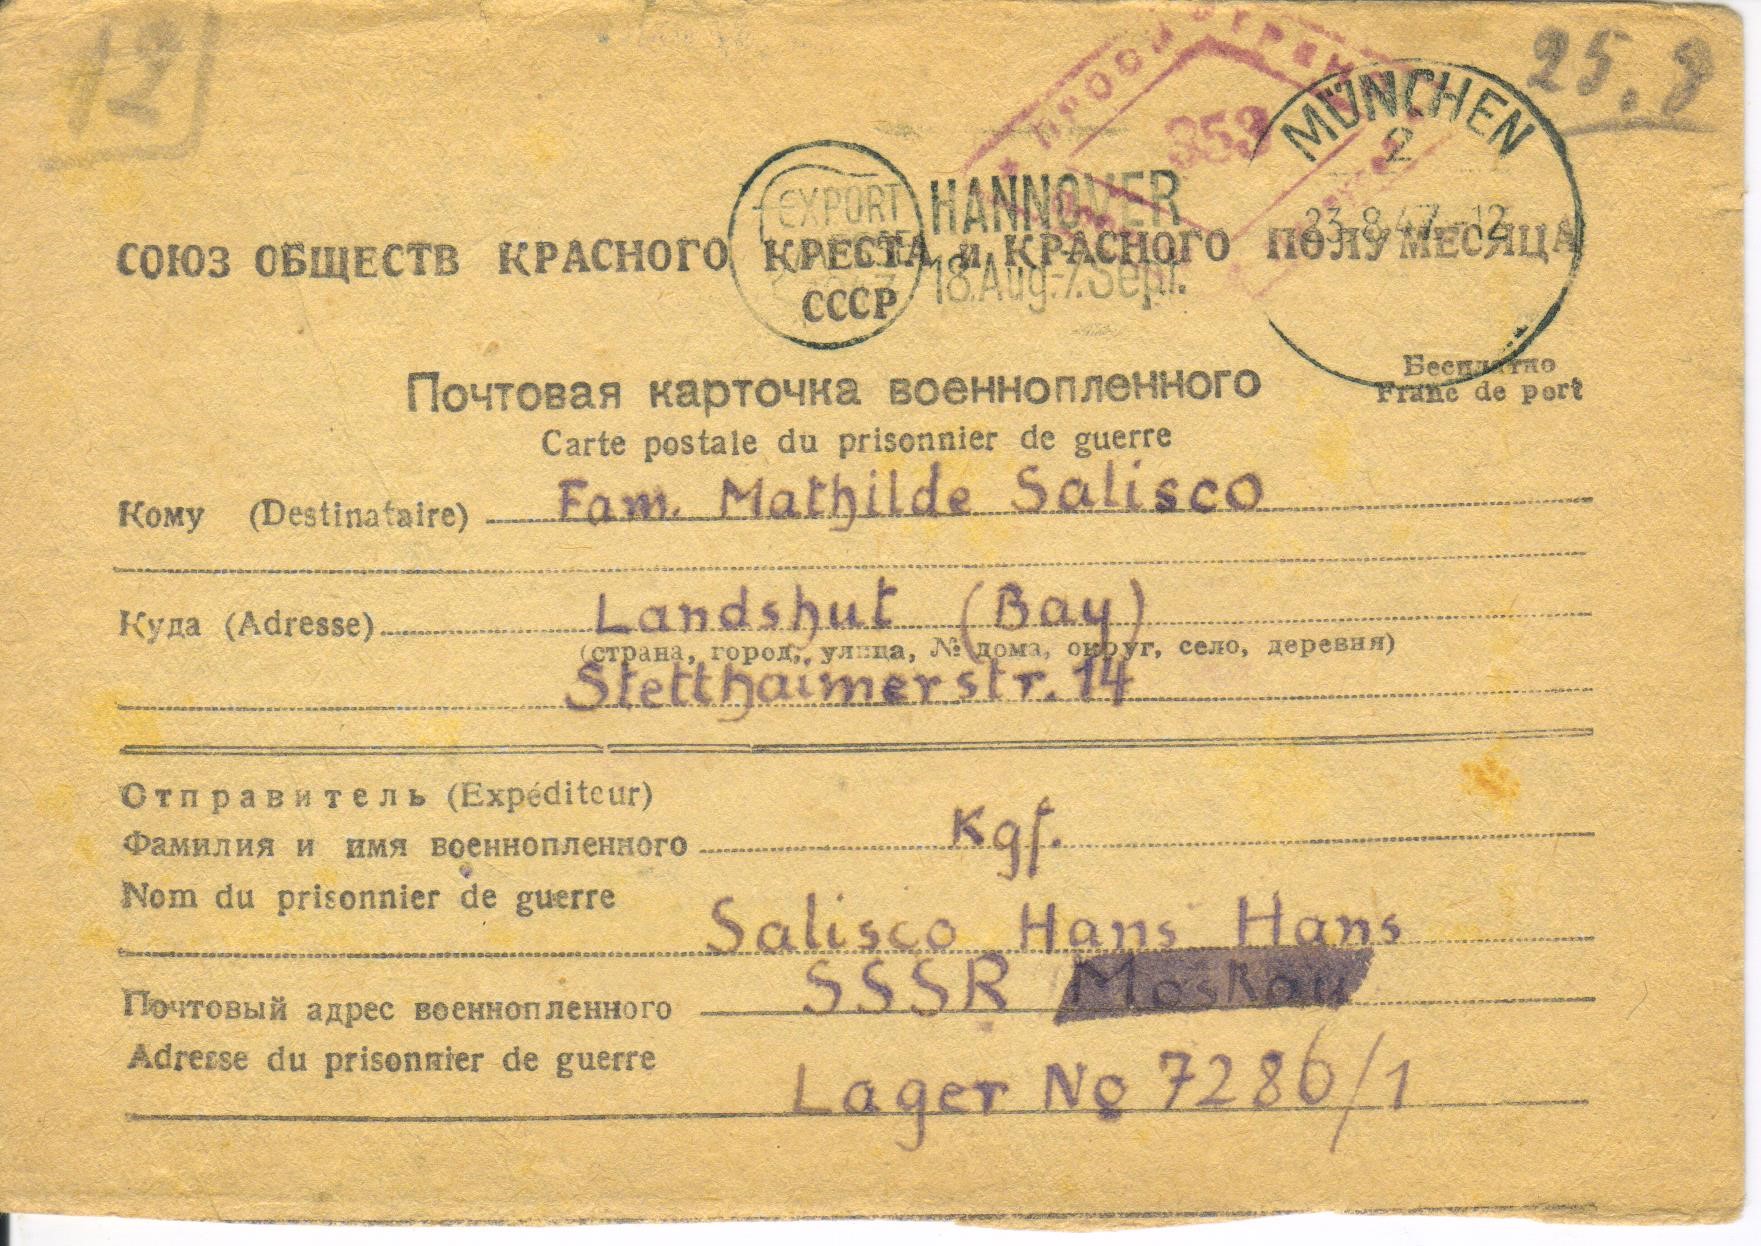 12
25.8
MÜNCHEN
2
23.8.47-12
EXPORT
HANNOVER
18.Aug.-7.Sept.
853
СОЮЗ ОБЩЕСТВ КРАСНОГО КРЕСТА и КРАСНОГО ПОЛУМЕСЯЦА
СССР
Бесплатно
Franc de port
Почтовая карточка военнопленного
Carte postale du prisonnier de guerre
Кому (Destinataire) Fam. Mathilde Salisco
Куда (Adresse) Landshut (Bay)
(страна, город, улица, № дома, округ, село, деревня)
Stetthaimerstr. 14
Отправитель (Expéditeur)
Фамилия и имя военнопленного Kgf.
Nom du prisonnier de guerre
Salisco Hans Hans
Почтовый адрес военнопленного SSSR Moskau
Adresse du prisonnier de guerre
Lager No 7286/1